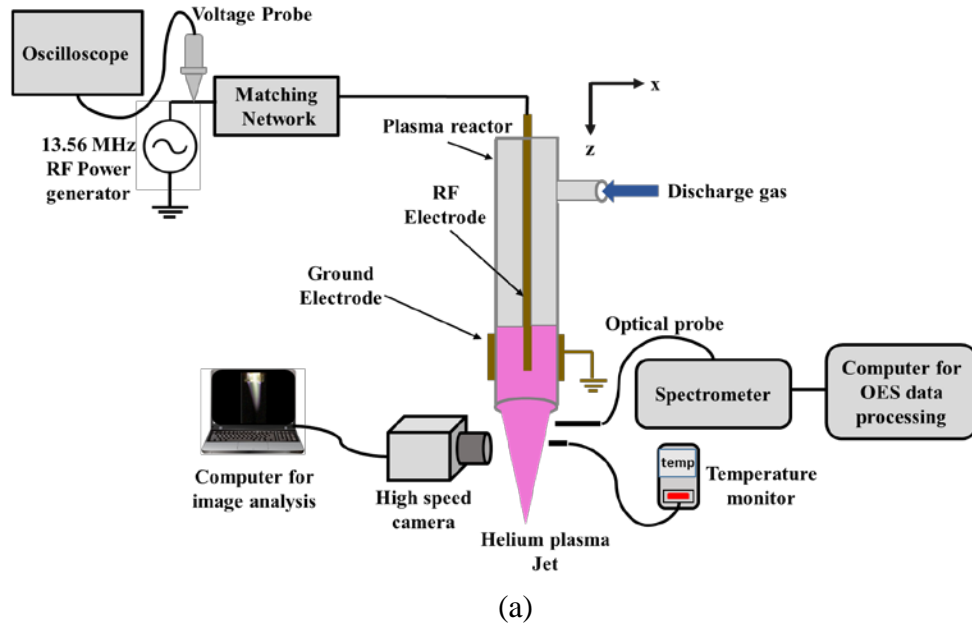 Voltage Probe
Oscilloscope
Matching
Network
13.56 MHz
RF Power
generator
x
z
Plasma reactor
Discharge gas
RF
Electrode
Ground
Electrode
Optical probe
Spectrometer
Computer for
OES data
processing
temp
Temperature
monitor
Computer for
image analysis
High speed
camera
Helium plasma
Jet
(a)